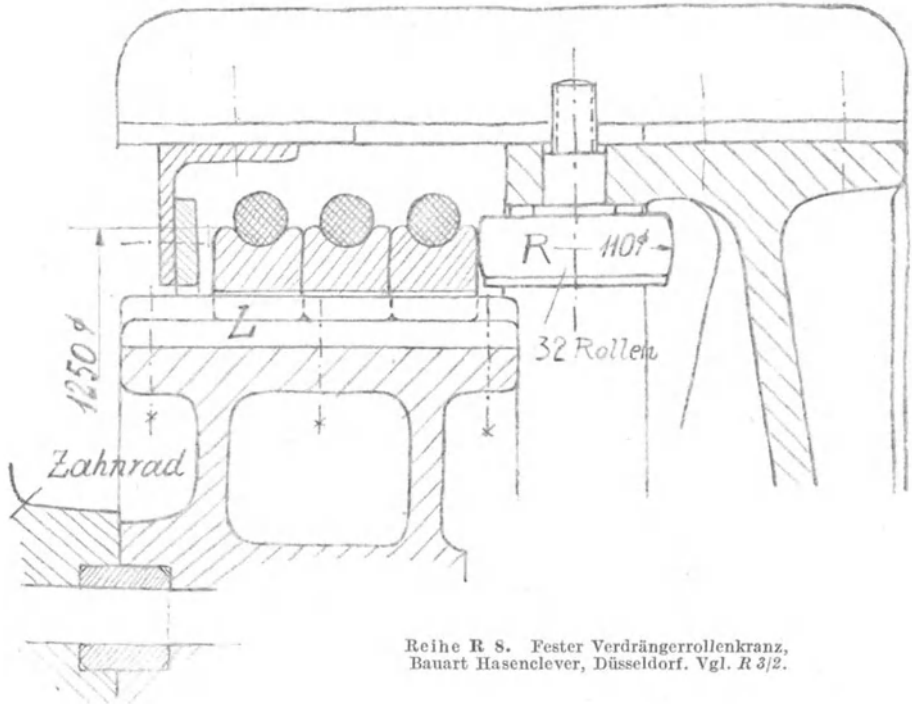 R
110⌀
32 Rollen
L
1250 ⌀
Zahnrad
Reihe R 8. Fester Verdrängerrollenkranz,
Bauart Hasenclever, Düsseldorf. Vgl. R 3/2.